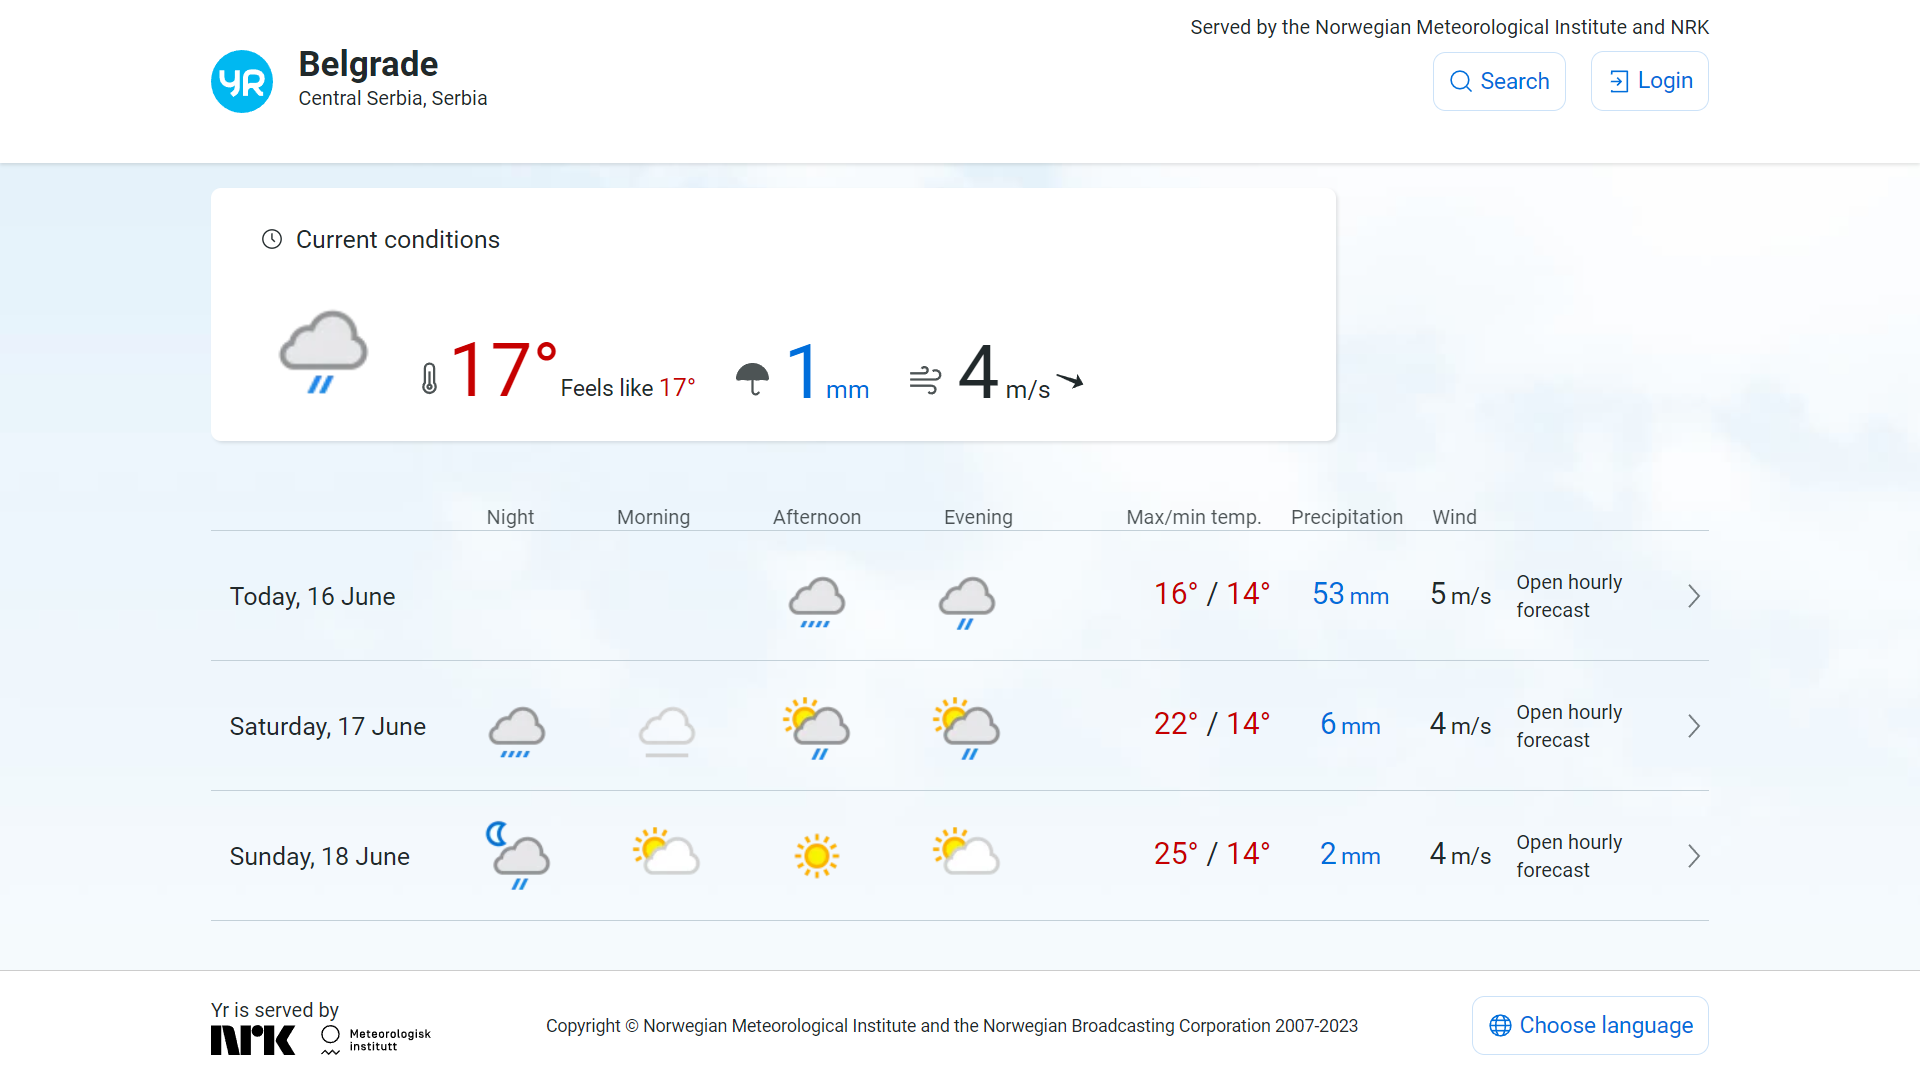 Served by the Norwegian Meteorological Institute and NRK
YR
Belgrade
Central Serbia, Serbia
Search
Login
Current conditions
17° Feels like 17°
1 mm
4 m/s
Night Morning Afternoon Evening Max/min temp. Precipitation Wind
Today, 16 June 16° / 14° 53 mm 5 m/s Open hourly forecast
Saturday, 17 June 22° / 14° 6 mm 4 m/s Open hourly forecast
Sunday, 18 June 25° / 14° 2 mm 4 m/s Open hourly forecast
Yr is served by
NRK
Meteorologisk
institutt
Copyright © Norwegian Meteorological Institute and the Norwegian Broadcasting Corporation 2007-2023
Choose language